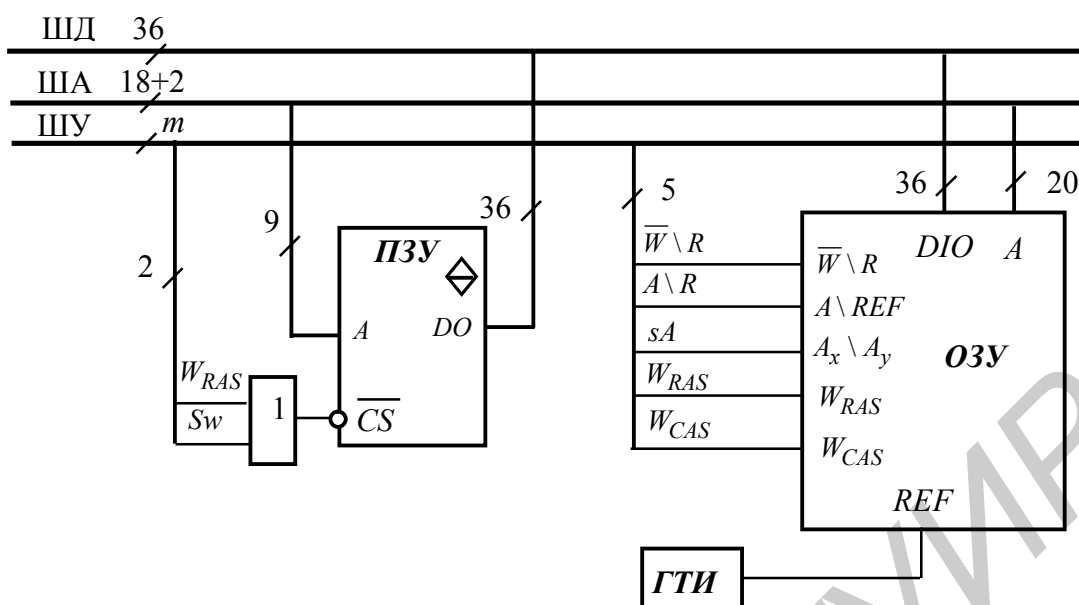 ШД 36
ША 18+2
ШУ m
2
9
36
5
36
20
ПЗУ
A
DO
W_RAS
Sw
1
C̅S̅
W̅ \ R
A \ R
sA
W_RAS
W_CAS
DIO A
W̅ \ R
A \ REF
A_x \ A_y
ОЗУ
W_RAS
W_CAS
REF
ГТИ
УИР